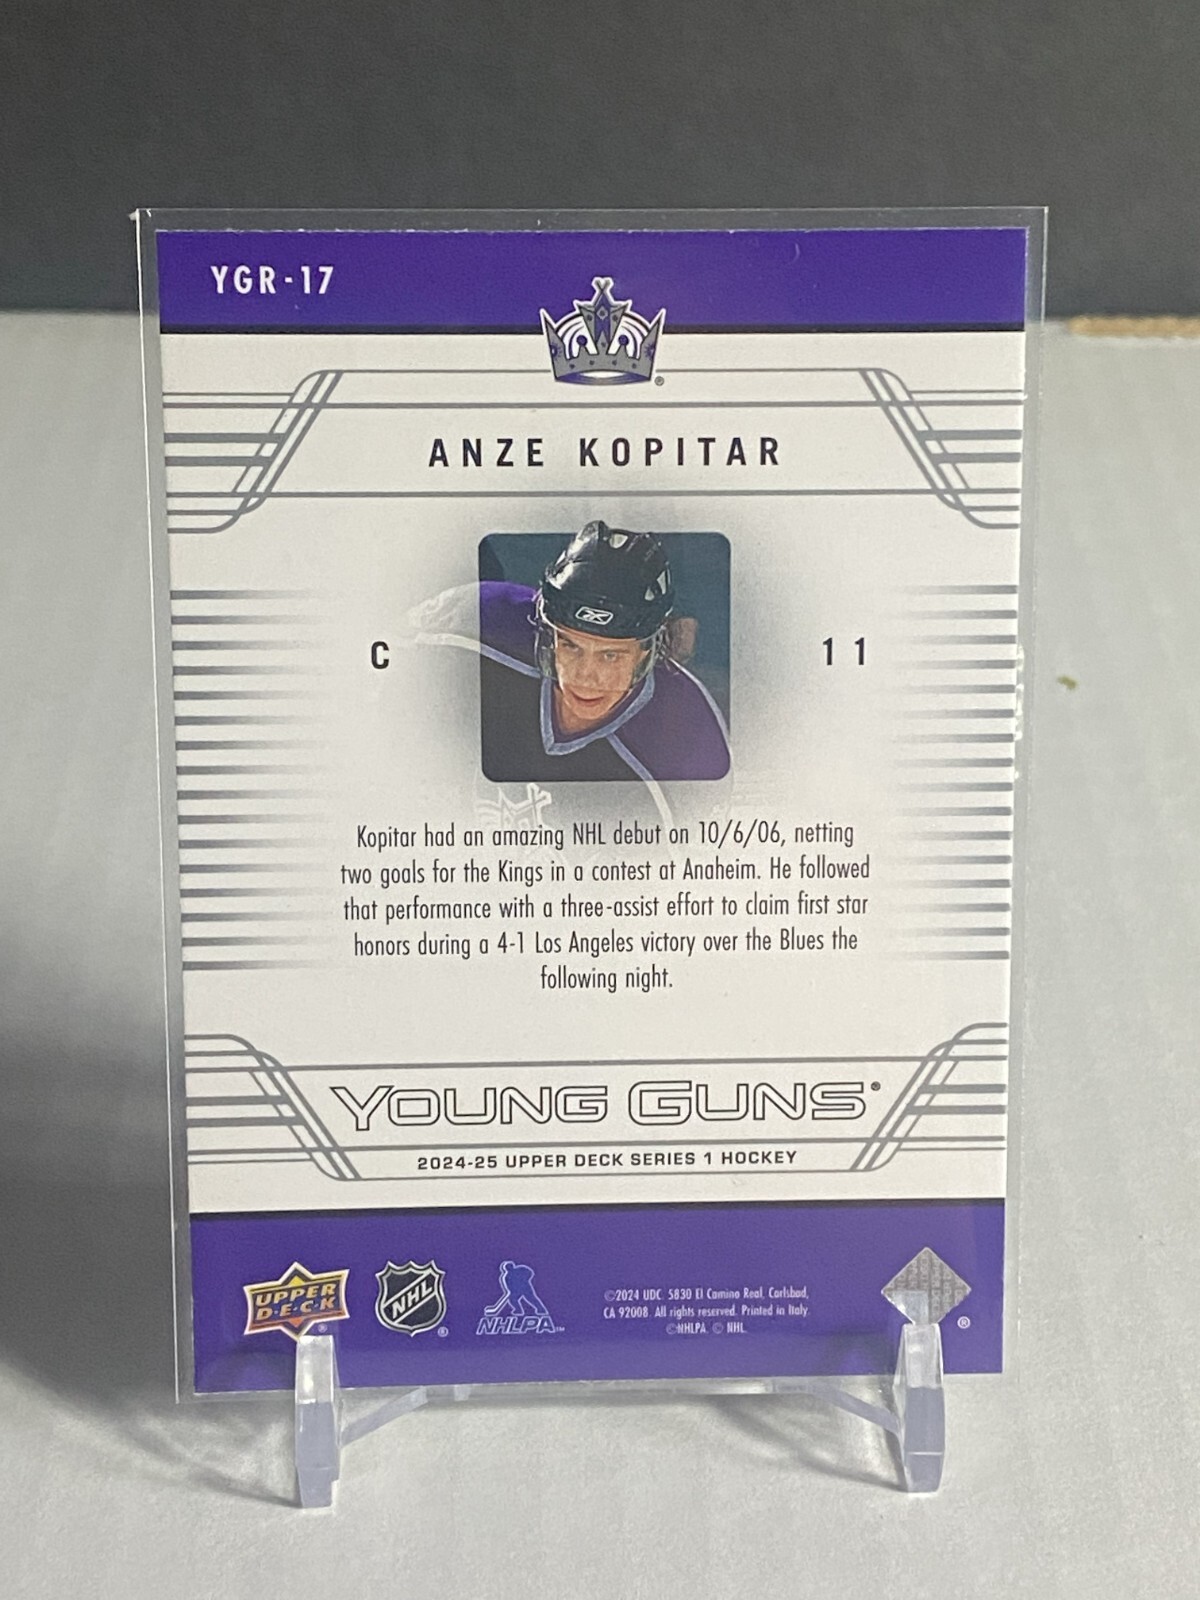 YGR-17
ANZE KOPITAR
C
11
Kopitar had an amazing NHL debut on 10/6/06, netting
two goals for the Kings in a contest at Anaheim. He followed
that performance with a three-assist effort to claim first star
honors during a 4-1 Los Angeles victory over the Blues the
following night.
YOUNG GUNS®
2024-25 UPPER DECK SERIES 1 HOCKEY
UPPER
D•E•C•K
®
NHL
®
NHLPA™
©2024 UDC. 5830 El Camino Real, Carlsbad,
CA 92008. All rights reserved. Printed in Italy.
©NHLPA. © NHL.
®